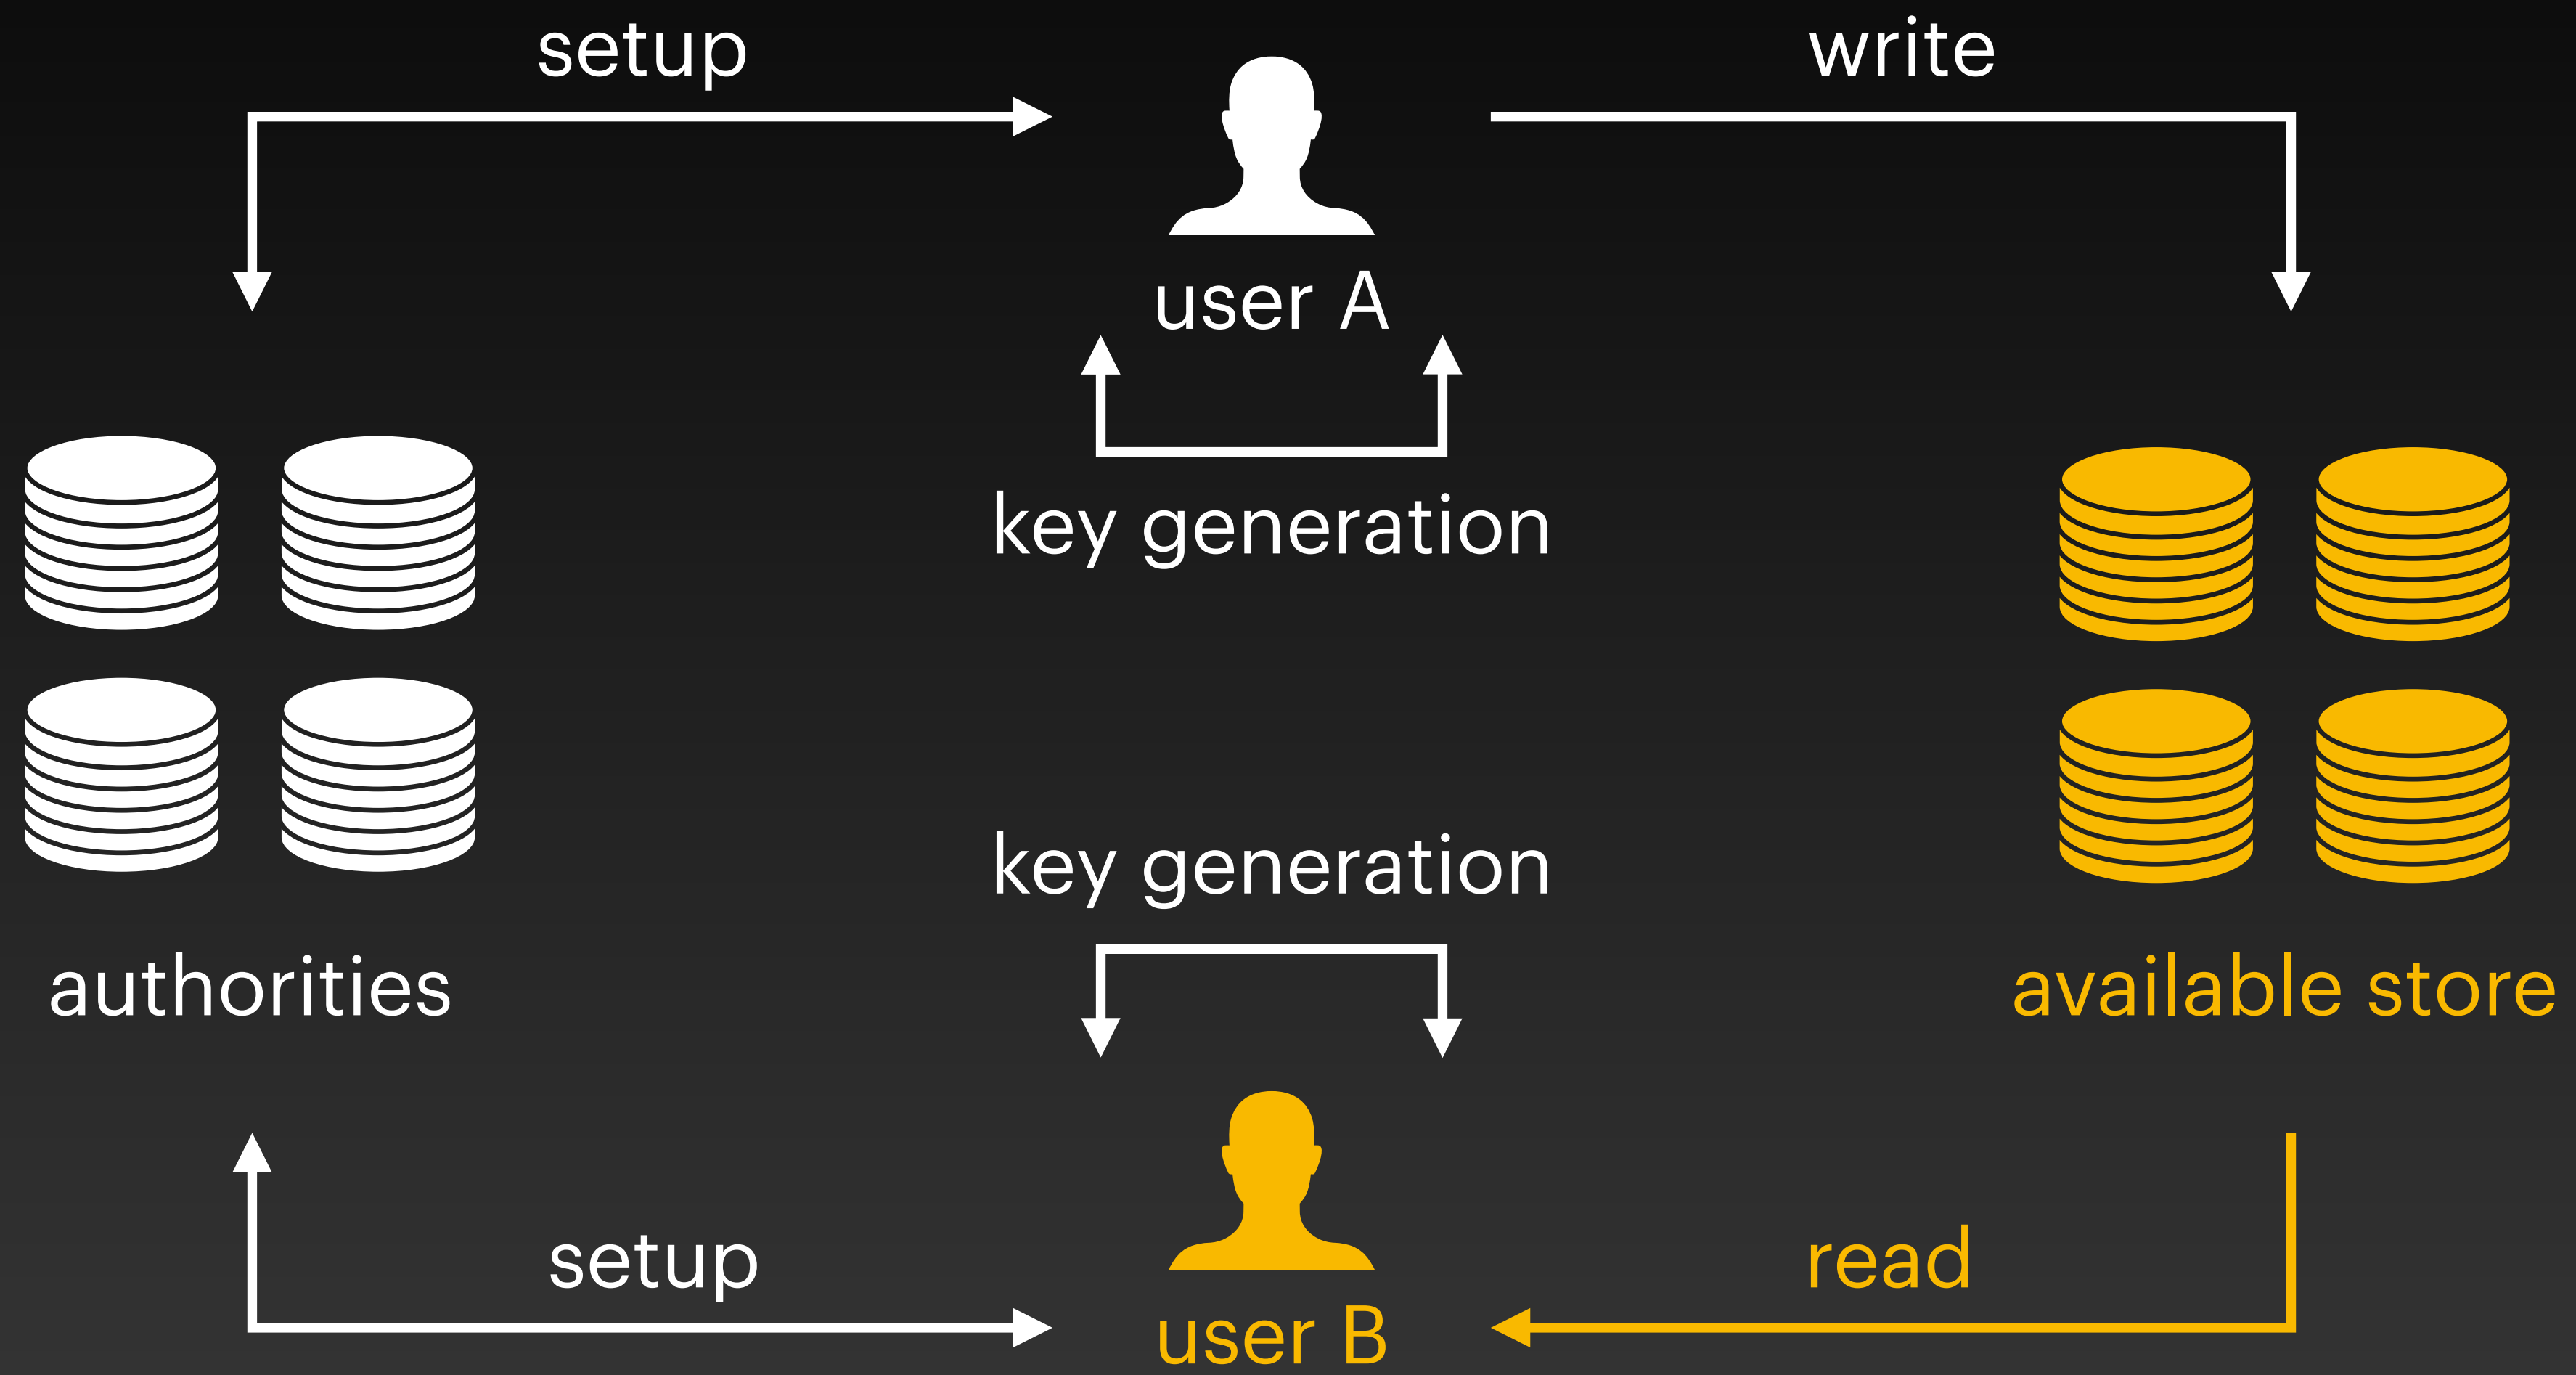 setup
write
user A
key generation
key generation
authorities
available store
setup
read
user B